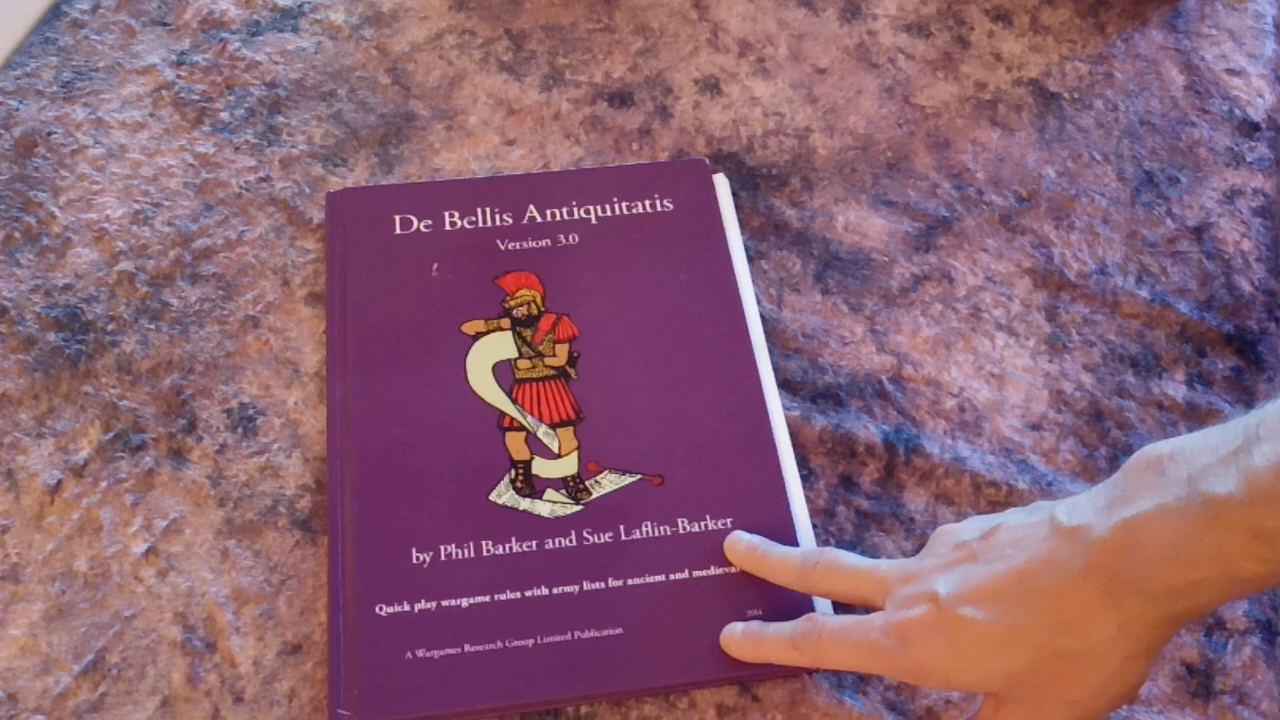 De Bellis Antiquitatis
Version 3.0
by Phil Barker and Sue Laflin-Barker
Quick play wargame rules with army lists for ancient and medieval
2014
A Wargames Research Group Limited Publication